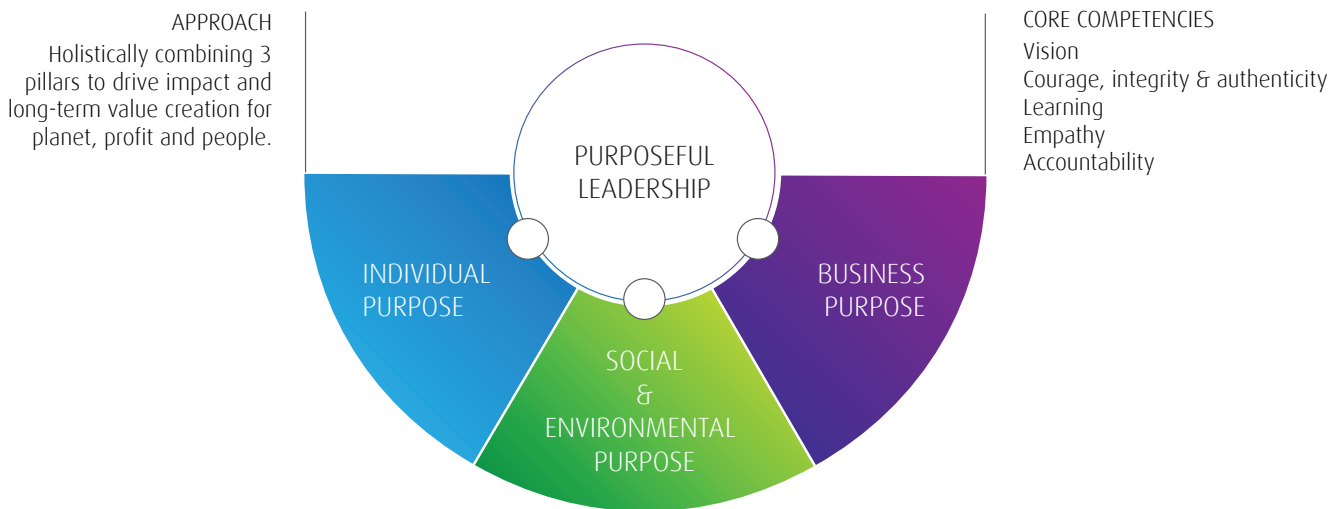 APPROACH
Holistically combining 3
pillars to drive impact and
long-term value creation for
planet, profit and people.
PURPOSEFUL
LEADERSHIP
CORE COMPETENCIES
Vision
Courage, integrity & authenticity
Learning
Empathy
Accountability
INDIVIDUAL
PURPOSE
SOCIAL
&
ENVIRONMENTAL
PURPOSE
BUSINESS
PURPOSE